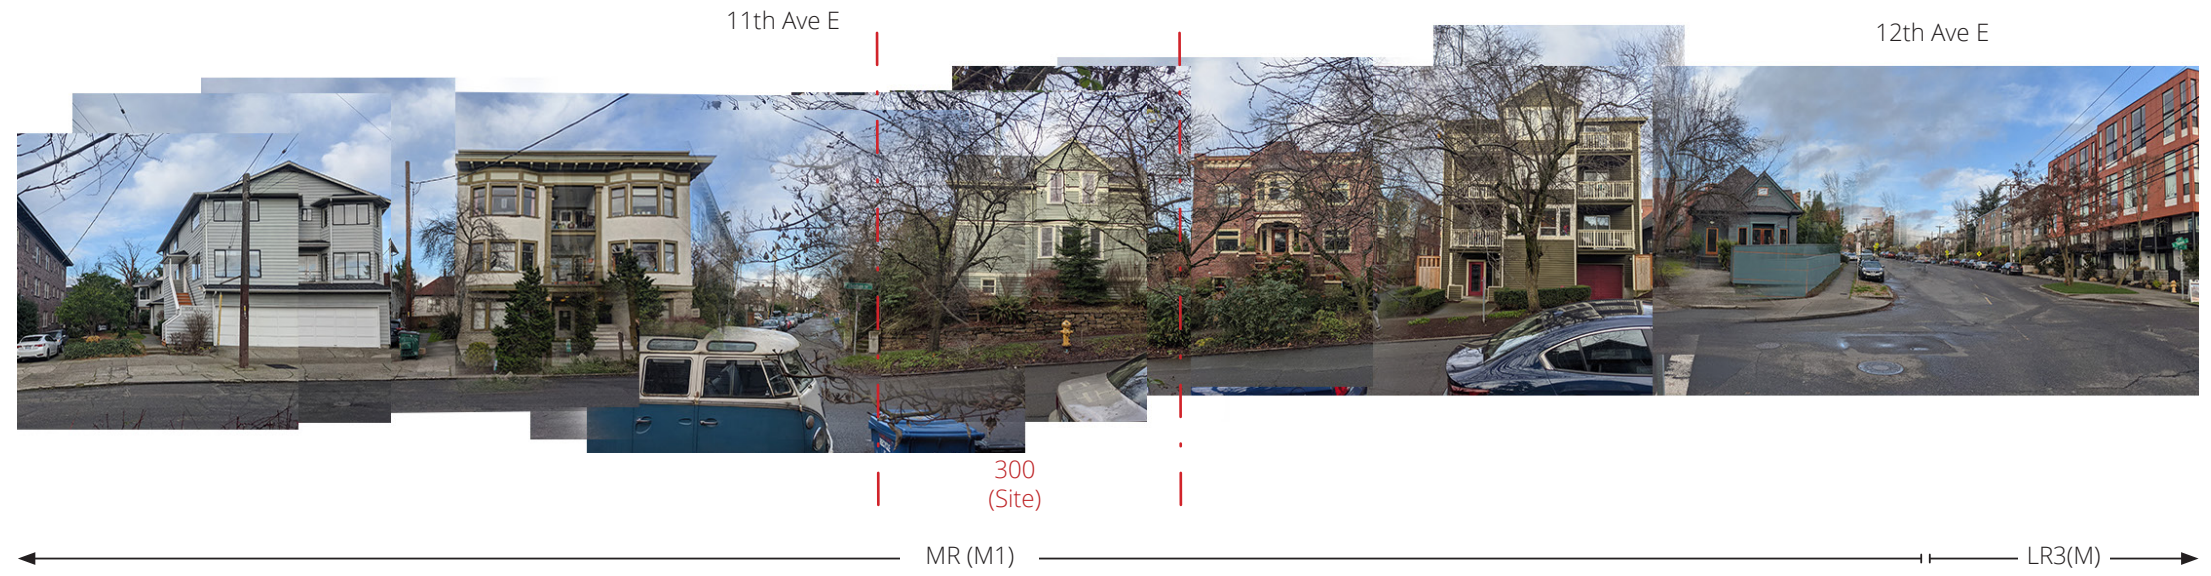 11th Ave E
12th Ave E
300
(Site)
MR (M1)
LR3(M)